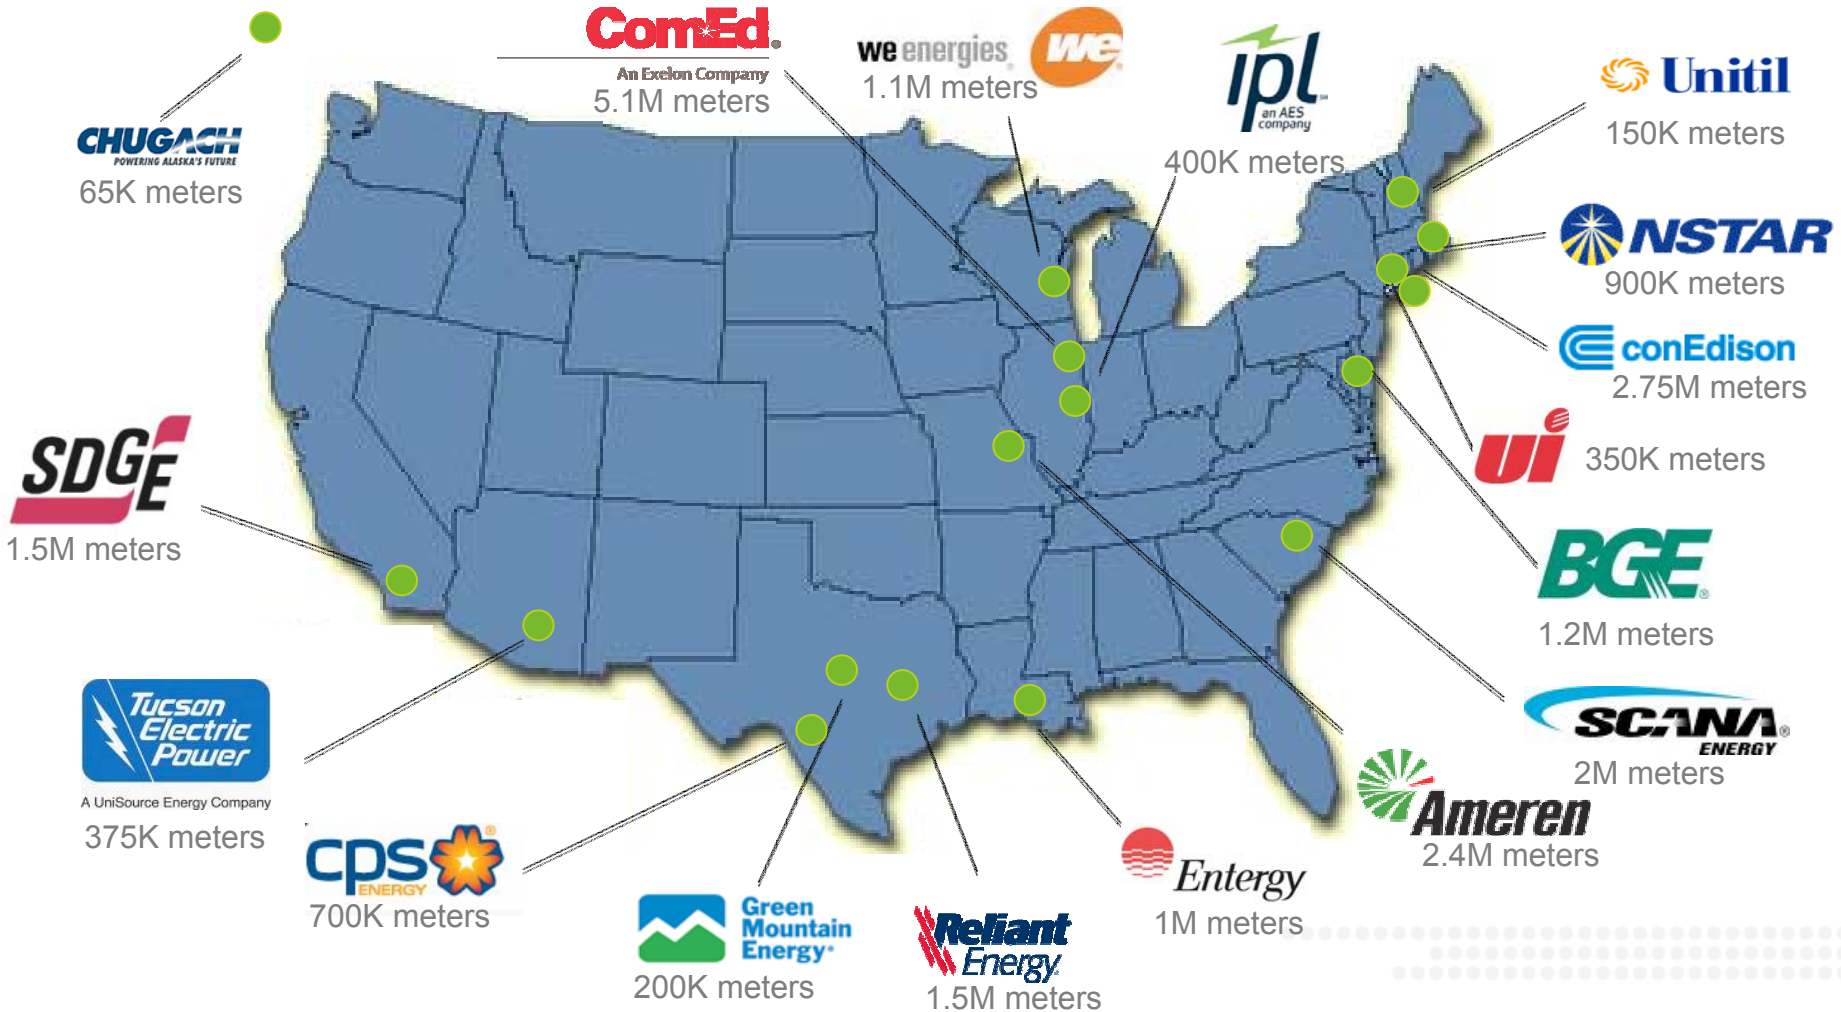 ComEd®
An Exelon Company
5.1M meters
we energies
we
1.1M meters
ipl
an AES
company
400K meters
Unitil
150K meters
CHUGACH
POWERING ALASKA'S FUTURE
65K meters
NSTAR
900K meters
conEdison
2.75M meters
ui
350K meters
SDGE
1.5M meters
BGE®
1.2M meters
Tucson
Electric
Power
A UniSource Energy Company
375K meters
SCANA®
ENERGY
2M meters
Ameren
2.4M meters
cps®
ENERGY
700K meters
Entergy
1M meters
Green
Mountain
Energy
200K meters
Reliant
Energy
1.5M meters